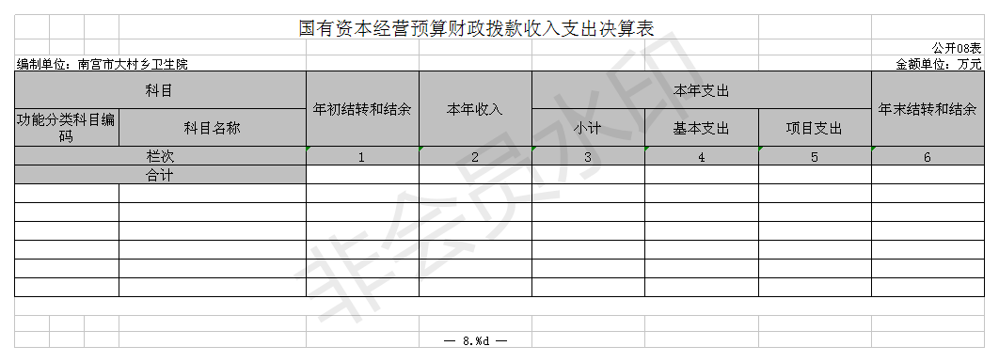 国有资本经营预算财政拨款收入支出决算表
公开08表
编制单位：南宫市大村乡卫生院 金额单位：万元
科目 年初结转和结余 本年收入 本年支出 年末结转和结余
功能分类科目编码 科目名称 小计 基本支出 项目支出
栏次 1 2 3 4 5 6
合计
— 8.%d —
非会员水印